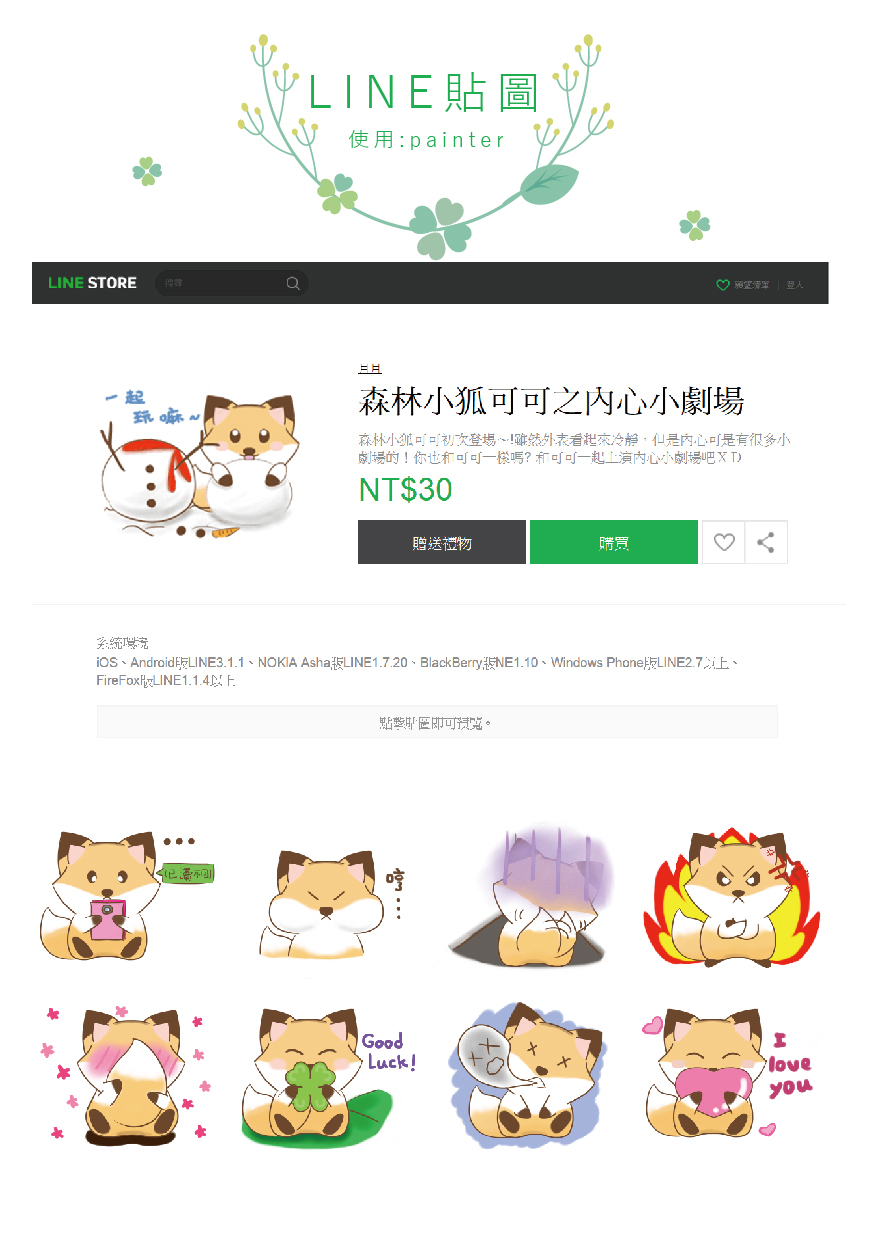 LINE貼圖
使用:painter
LINE STORE
搜尋
願望清單 | 登入
森林小狐可可之內心小劇場
森林小狐可可初次登場～!雖然外表看起來冷靜，但是內心可是有很多小
劇場的！你也和可可一樣嗎? 和可可一起上演內心小劇場吧ＸＤ
NT$30
贈送禮物
購買
一起
玩嘛~
系統環境
iOS、Android版LINE3.1.1、NOKIA Asha版LINE1.7.20、BlackBerry版NE1.10、Windows Phone版LINE2.7以上、
FireFox版LINE1.1.4以上
點擊貼圖即可預覽。
已讀
哼…
Good
Luck!
I
love
you